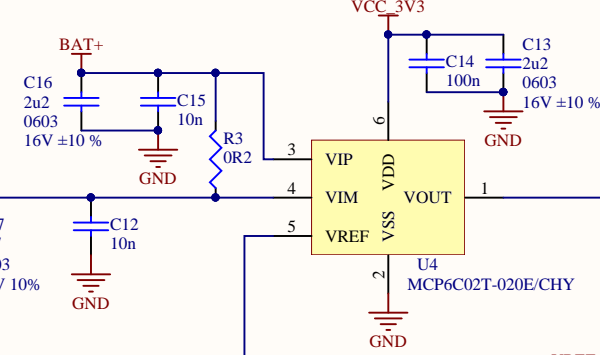 VCC_3V3
BAT+
C16
2u2
0603
16V ±10 %
C15
10n
GND
R3
0R2
C14
100n
C13
2u2
0603
16V ±10 %
GND
6
3
VIP
VDD
4
VIM
VOUT
1
5
VREF
VSS
2
U4
MCP6C02T-020E/CHY
GND
C12
10n
GND
03
V 10%